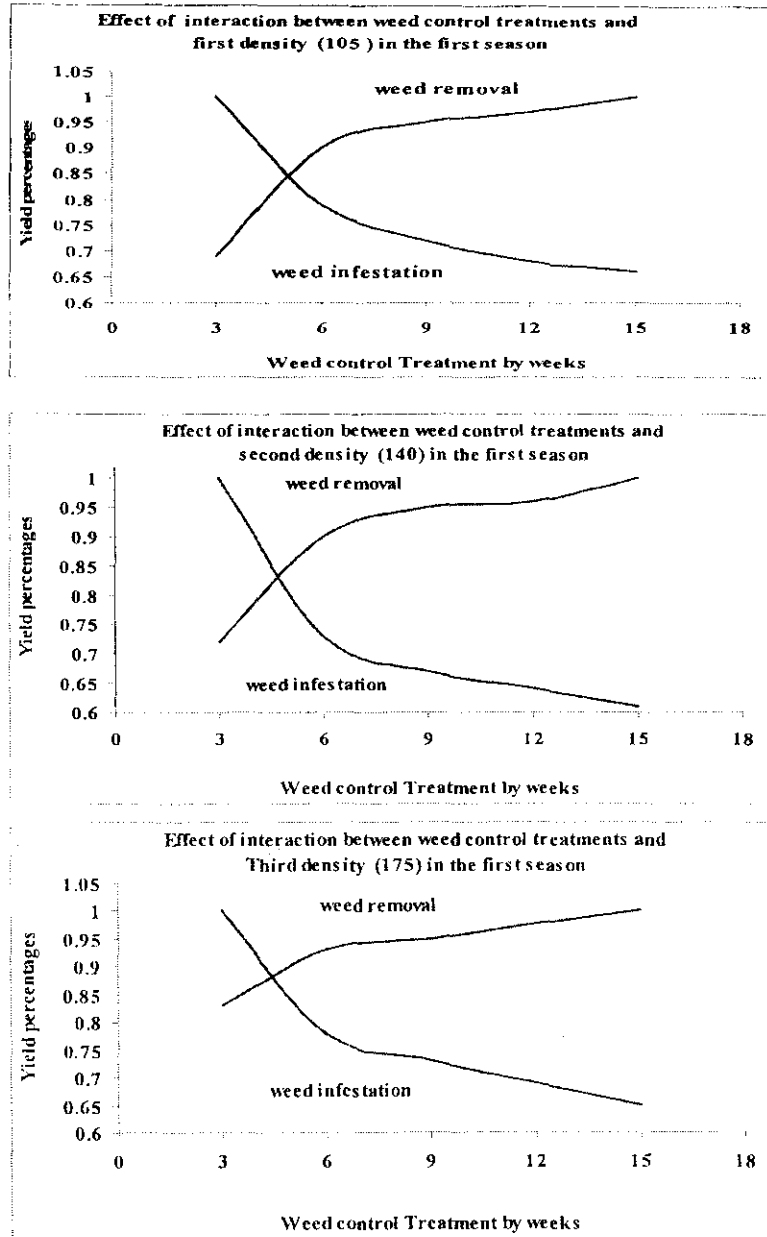 Effect of interaction between weed control treatments and
first density (105 ) in the first season
1.05
1
0.95
0.9
0.85
0.8
0.75
0.7
0.65
0.6
Yield percentages
weed removal
weed infestation
0 3 6 9 12 15 18
Weed control Treatment by weeks
Effect of interaction between weed control treatments and
second density (140) in the first season
1
0.95
0.9
0.85
0.8
0.75
0.7
0.65
0.6
Yield percentages
weed removal
weed infestation
0 3 6 9 12 15 18
Weed control Treatment by weeks
Effect of interaction between weed control treatments and
Third density (175) in the first season
1.05
1
0.95
0.9
0.85
0.8
0.75
0.7
0.65
0.6
Yield percentages
weed removal
weed infestation
0 3 6 9 12 15 18
Weed control Treatment by weeks